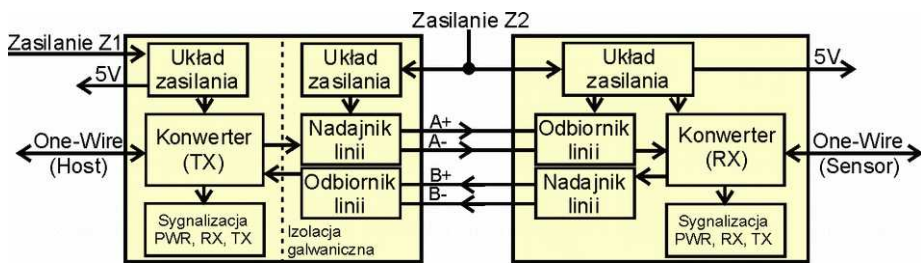 Zasilanie Z2
Zasilanie Z1
5V
Układ
zasilania
Układ
zasilania
Układ
zasilania
5V
One-Wire
(Host)
Konwerter
(TX)
Nadajnik
linii
A+
A-
Odbiornik
linii
Konwerter
(RX)
One-Wire
(Sensor)
Odbiornik
linii
B+
B-
Nadajnik
linii
Sygnalizacja
PWR, RX, TX
Izolacja
galwaniczna
Sygnalizacja
PWR, RX, TX